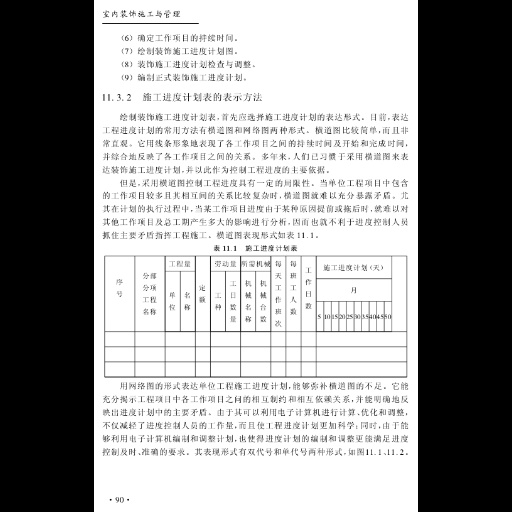 室内装饰施工与管理
（6）确定工作项目的持续时间。
（7）绘制装饰施工进度计划图。
（8）装饰施工进度计划检查与调整。
（9）编制正式装饰施工进度计划。
11.3.2 施工进度计划表的表示方法
绘制装饰施工进度计划表,首先应选择施工进度计划的表达形式。目前,表达
工程进度计划的常用方法有横道图和网络图两种形式。横道图比较简单,而且非
常直观。它用线条形象地表现了各个工作项目之间的持续时间及开始和完成时间,
并综合地反映了各工作项目之间的关系。多年来,人们已习惯于采用横道图来表
达装饰施工进度计划,并以此作为控制工程进度的主要依据。
但是,采用横道图控制工程进度具有一定的局限性。当单位工程项目中包含
的工作项目较多且其相互间的关系比较复杂时,横道图就难以充分暴露矛盾。尤
其在计划的执行过程中,当某工作项目进度由于某种原因提前或拖后时,就难以对
其他工作项目及总工期产生多大的影响进行分析,因而也就不利于进度控制人员
抓住主要矛盾指挥工程施工。横道图表现形式如表11.1。
表 11.1 施工进度计划表
序号 分部分项工程名称 工程量 定额 劳动量 所需机械 每天工作班次 每班工人数 工作日数 施工进度计划(天)
单位 名称 工种 工日数量 机械名称 机械台数 月
5 10 15 20 25 30 35 40 45 50
用网络图的形式表达单位工程施工进度计划,能够弥补横道图的不足。它能
充分揭示工程项目中各工作项目之间的相互制约和相互依赖关系,并能明确地反
映出进度计划中的主要矛盾。由于其可以利用电子计算机进行计算、优化和调整,
不仅减轻了进度控制人员的工作量,而且使工程进度计划更加科学;同时,由于能
够利用电子计算机编制和调整计划,也使得进度计划的编制和调整更能满足进度
控制及时、准确的要求。其表现形式有双代号和单代号两种形式,如图11.1、11.2。
·90·